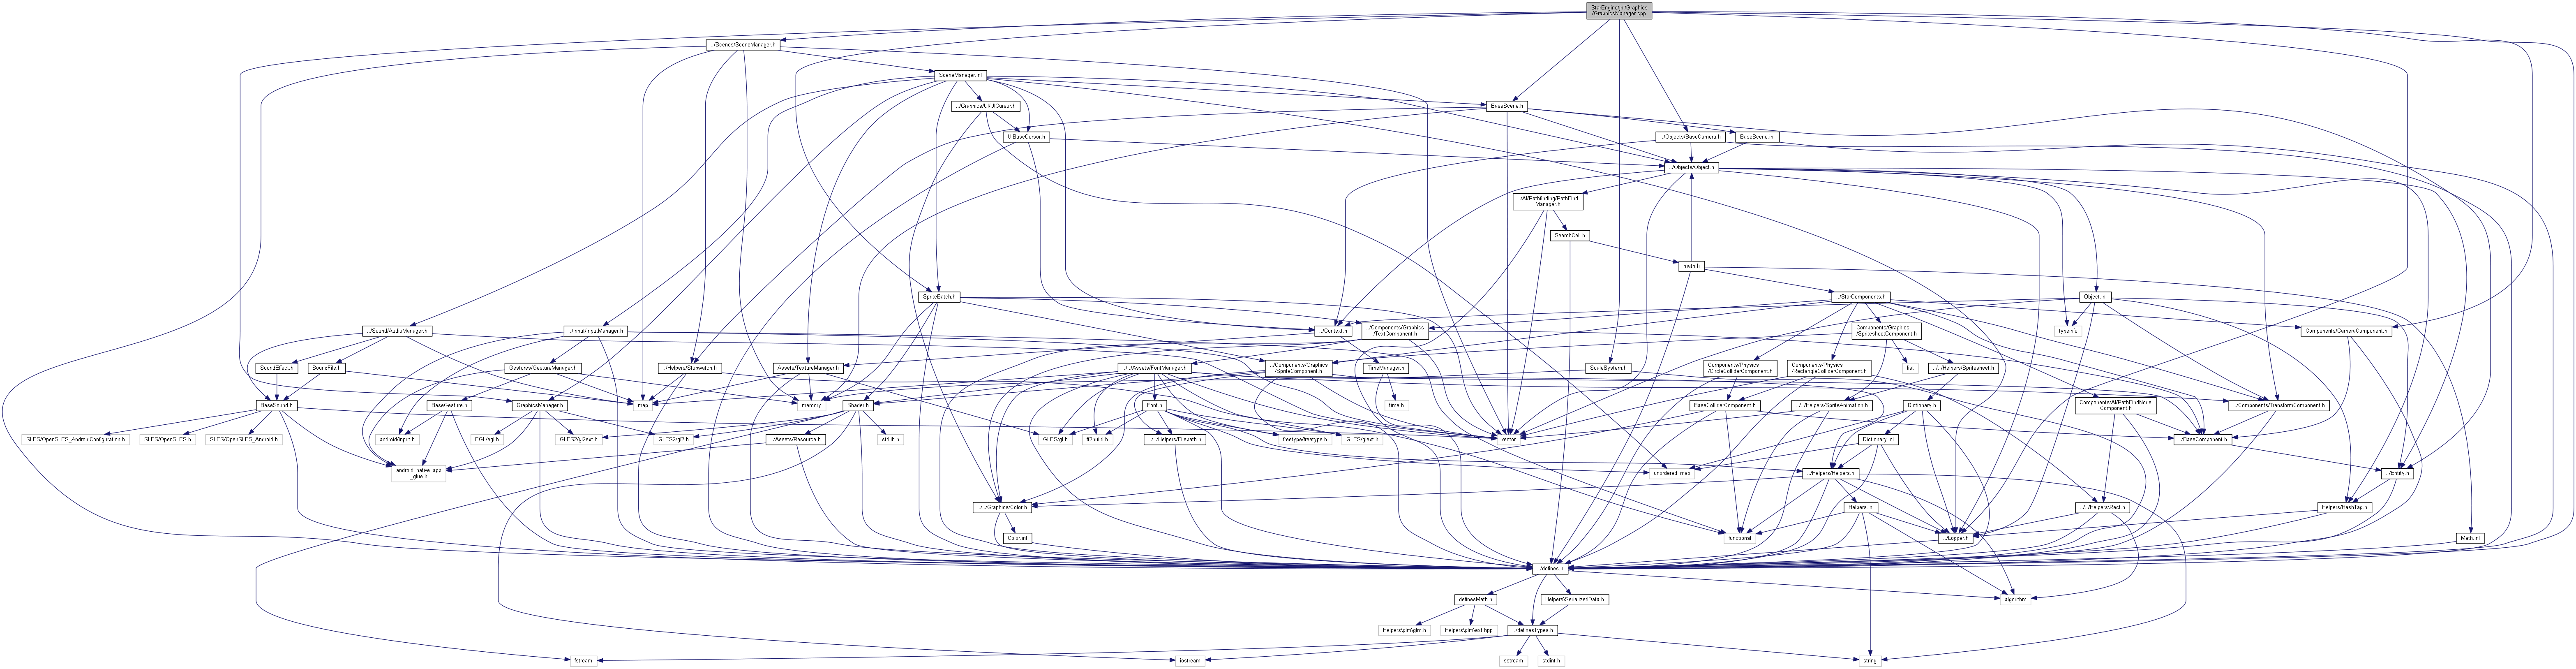 StarEngine/jni/Graphics
/GraphicsManager.cpp
../Scenes/SceneManager.h
SceneManager.inl
../Graphics/UI/UICursor.h
BaseScene.h
UIBaseCursor.h
../Objects/BaseCamera.h
BaseScene.inl
../Objects/Object.h
../AI/Pathfinding/PathFind
Manager.h
SearchCell.h
math.h
SpriteBatch.h
../StarComponents.h
Object.inl
../Sound/AudioManager.h
../Input/InputManager.h
../Context.h
../Components/Graphics
/TextComponent.h
Components/Graphics
/SpritesheetComponent.h
typeinfo
Components/CameraComponent.h
SoundEffect.h
SoundFile.h
Gestures/GestureManager.h
../Helpers/Stopwatch.h
Assets/TextureManager.h
../../Assets/FontManager.h
../Components/Graphics
/SpriteComponent.h
TimeManager.h
ScaleSystem.h
Components/Physics
/CircleColliderComponent.h
Components/Physics
/RectangleColliderComponent.h
list
../../Helpers/Spritesheet.h
BaseSound.h
BaseGesture.h
GraphicsManager.h
map
memory
Shader.h
Font.h
time.h
BaseColliderComponent.h
../../Helpers/SpriteAnimation.h
Dictionary.h
Components/AI/PathFindNode
Component.h
../Components/TransformComponent.h
SLES/OpenSLES_AndroidConfiguration.h
SLES/OpenSLES.h
SLES/OpenSLES_Android.h
android/input.h
EGL/egl.h
GLES2/gl2ext.h
GLES2/gl2.h
../Assets/Resource.h
stdlib.h
GLES/gl.h
ft2build.h
../../Helpers/Filepath.h
freetype/freetype.h
GLES/glext.h
vector
Dictionary.inl
../BaseComponent.h
android_native_app
_glue.h
unordered_map
../Helpers/Helpers.h
../Entity.h
../../Graphics/Color.h
Helpers.inl
../../Helpers\Rect.h
Helpers/HashTag.h
Color.inl
functional
../Logger.h
Math.inl
../defines.h
definesMath.h
Helpers\SerializedData.h
algorithm
Helpers\glm\glm.h
Helpers\glm\ext.hpp
../definesTypes.h
fstream
iostream
sstream
stdint.h
string